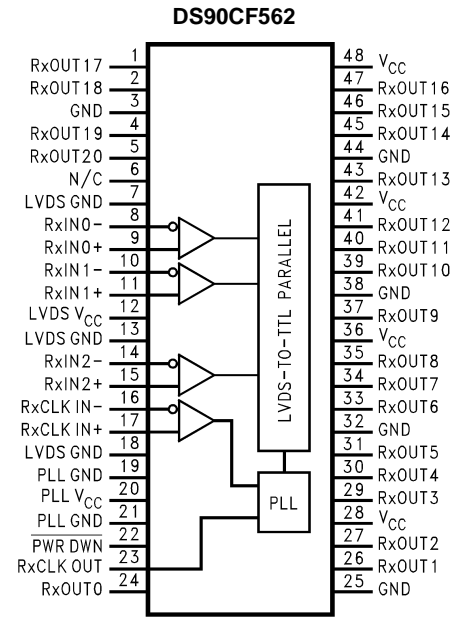 DS90CF562
RxOUT17 1
RxOUT18 2
GND 3
RxOUT19 4
RxOUT20 5
N/C 6
LVDS GND 7
RxIN0- 8
RxIN0+ 9
RxIN1- 10
RxIN1+ 11
LVDS VCC 12
LVDS GND 13
RxIN2- 14
RxIN2+ 15
RxCLK IN- 16
RxCLK IN+ 17
LVDS GND 18
PLL GND 19
PLL VCC 20
PLL GND 21
PWR DWN 22
RxCLK OUT 23
RxOUT0 24
LVDS-TO-TTL PARALLEL
PLL
48 VCC
47 RxOUT16
46 RxOUT15
45 RxOUT14
44 GND
43 RxOUT13
42 VCC
41 RxOUT12
40 RxOUT11
39 RxOUT10
38 GND
37 RxOUT9
36 VCC
35 RxOUT8
34 RxOUT7
33 RxOUT6
32 GND
31 RxOUT5
30 RxOUT4
29 RxOUT3
28 VCC
27 RxOUT2
26 RxOUT1
25 GND